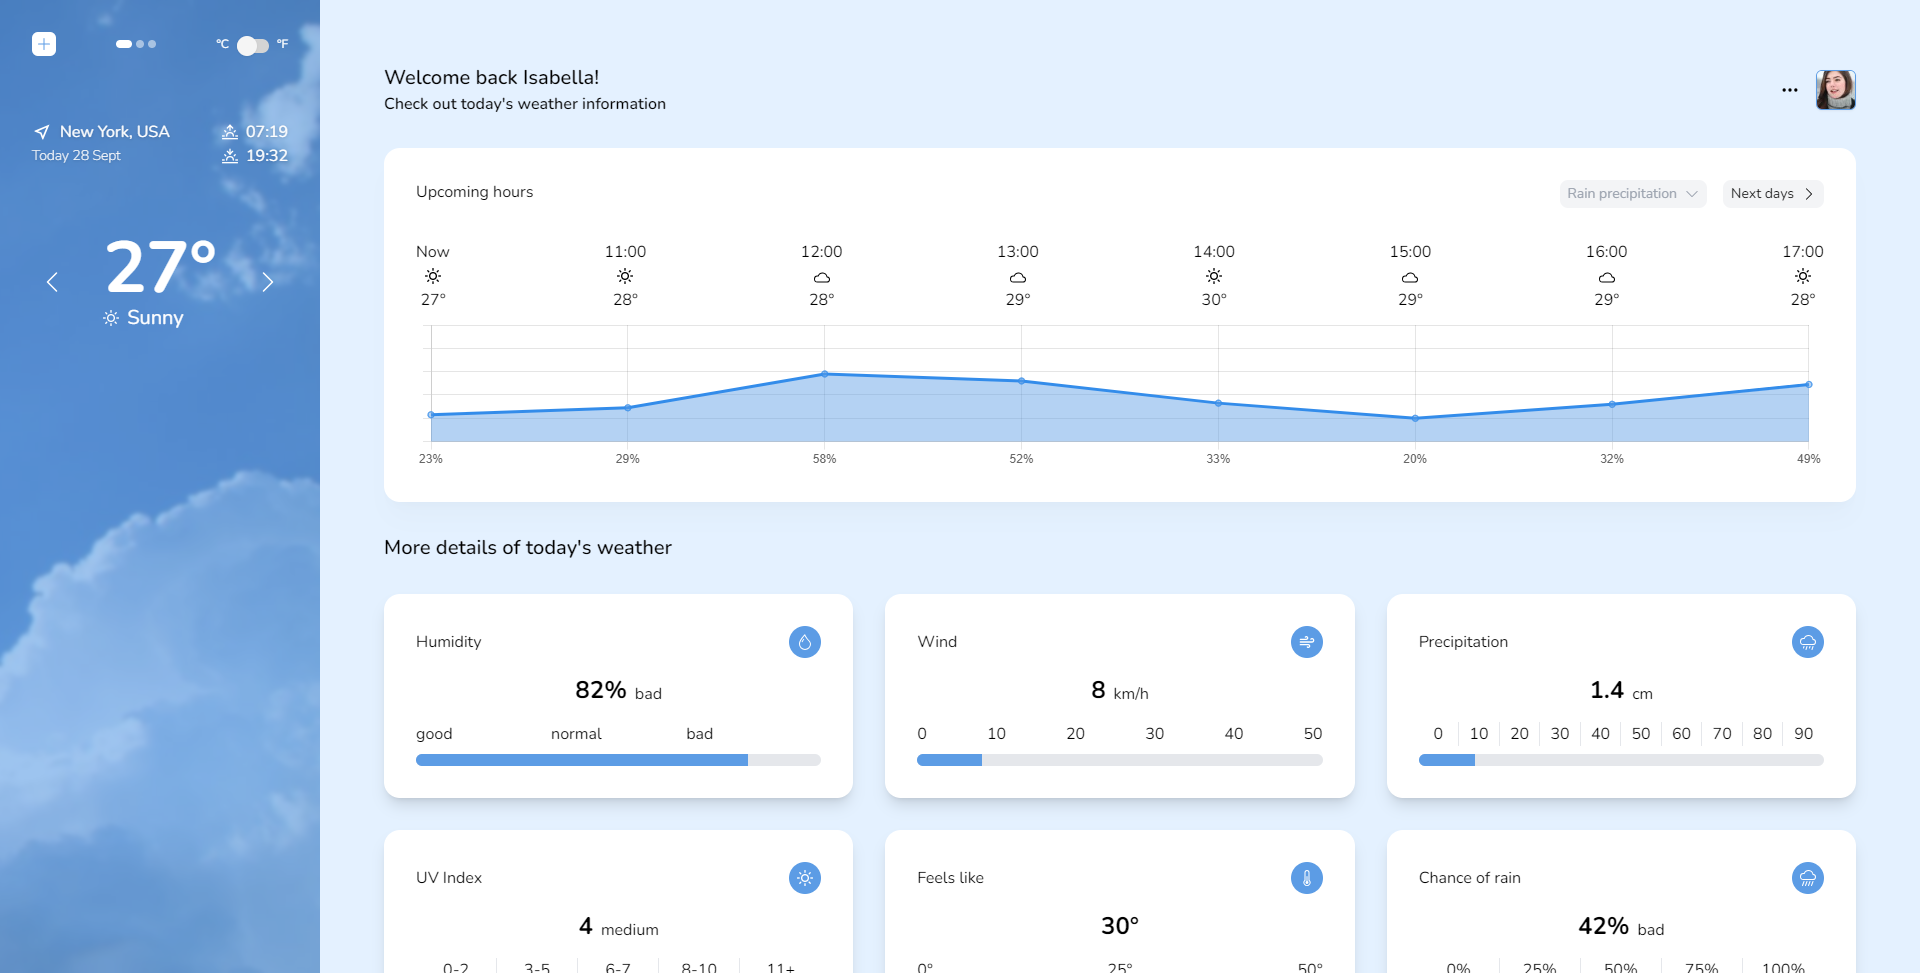 °C °F
New York, USA 07:19
Today 28 Sept 19:32
27°
Sunny
Welcome back Isabella!
Check out today's weather information
Upcoming hours Rain precipitation Next days
Now 11:00 12:00 13:00 14:00 15:00 16:00 17:00
27° 28° 28° 29° 30° 29° 29° 28°
23% 29% 58% 52% 33% 20% 32% 49%
More details of today's weather
Humidity
82% bad
good normal bad
Wind
8 km/h
0 10 20 30 40 50
Precipitation
1.4 cm
0 10 20 30 40 50 60 70 80 90
UV Index
4 medium
0-2 3-5 6-7 8-10 11+
Feels like
30°
0° 25° 50°
Chance of rain
42% bad
0% 25% 50% 75% 100%